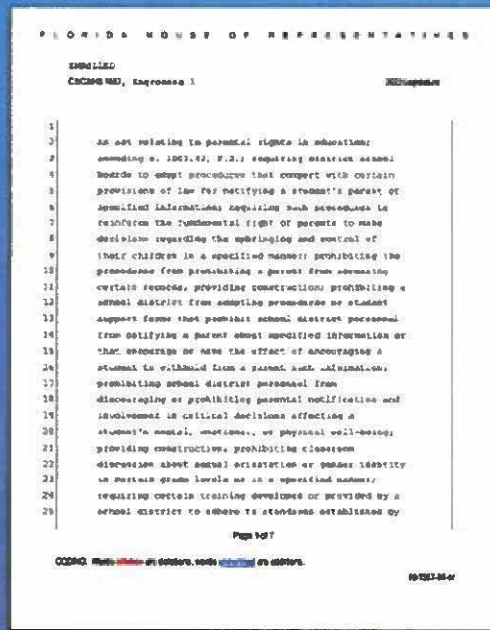 FLORIDA HOUSE OF REPRESENTATIVES
ENROLLED
Engrossed 1
1
2 An act relating to parental rights in education;
3 amending s. 1001.42, F.S.; requiring district school
4 boards to adopt procedures that comport with certain
5 provisions of law for notifying a student's parent of
6 specified information; requiring such procedures to
7 reinforce the fundamental right of parents to make
8 decisions regarding the upbringing and control of
9 their children in a specified manner; prohibiting the
10 procedures from prohibiting a parent from accessing
11 certain records; providing construction; prohibiting a
12 school district from adopting procedures or student
13 support forms that prohibit school district personnel
14 from notifying a parent about specified information or
15 that encourage or have the effect of encouraging a
16 student to withhold from a parent such information;
17 prohibiting school district personnel from
18 discouraging or prohibiting parental notification and
19 involvement in critical decisions affecting a
20 student's mental, emotional, or physical well-being;
21 providing construction; prohibiting classroom
22 discussion about sexual orientation or gender identity
23 in certain grade levels or in a specified manner;
24 requiring certain training developed or provided by a
25 school district to adhere to standards established by
Page 1 of 7
CODING: Words stricken are deletions; words underlined are additions.